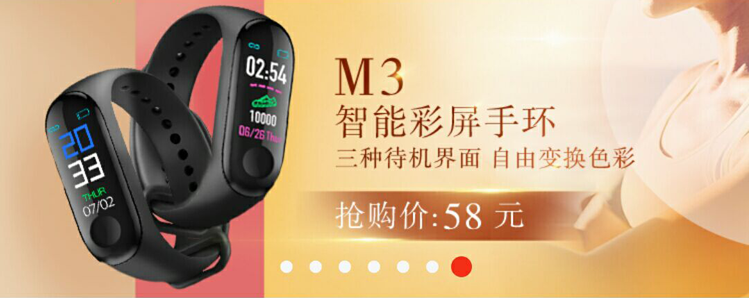 M3
智能彩屏手环
三种待机界面 自由变换色彩
抢购价:58 元
02:54
10000
06/26 Thu
20
33
THUR
07/02